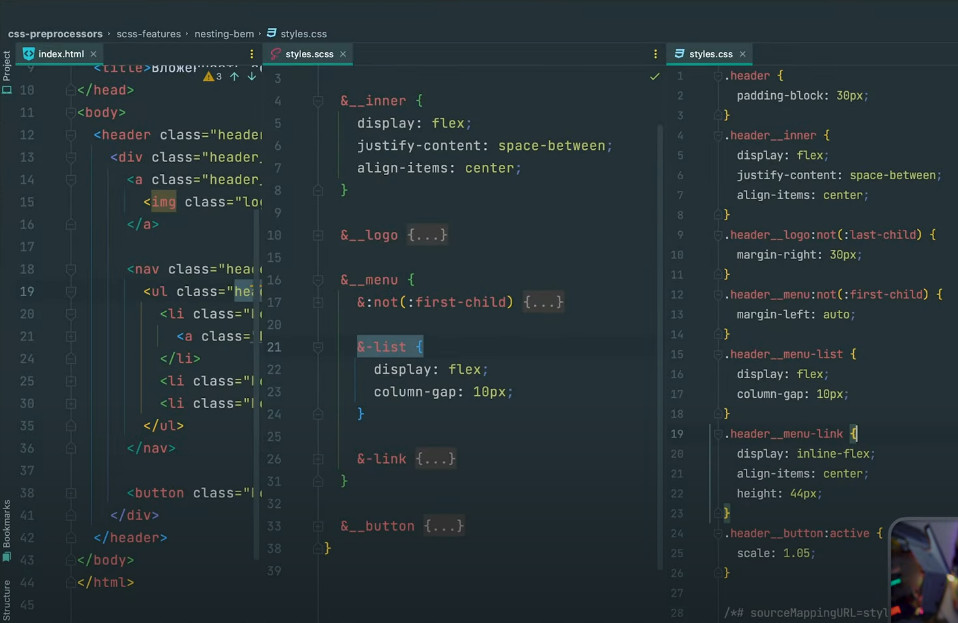 css-preprocessors scss-features nesting-bem styles.css
Project
index.html
9 <title>
3
10 </head>
11 <body>
12 <header class="header
13 <div class="header_
14 <a class="header_
15 <img class="lo
16 </a>
17
18 <nav class="hea
19 <ul class="he
20 <li class="h
21 <a class="
24 </li>
25 <li class="h
30 <li class="h
35 </ul>
36 </nav>
37
38 <button class="h
41 </div>
42 </header>
43 </body>
44 </html>
45
Bookmarks
Structure
styles.scss
3
4 &__inner {
5 display: flex;
6 justify-content: space-between;
7 align-items: center;
8 }
9
10 &__logo {...}
15
16 &__menu {
17 &:not(:first-child) {...}
20
21 &-list {
22 display: flex;
23 column-gap: 10px;
24 }
25
26 &-link {...}
31 }
32
33 &__button {...}
38 }
39
styles.css
1 .header {
2 padding-block: 30px;
3 }
4 .header__inner {
5 display: flex;
6 justify-content: space-between;
7 align-items: center;
8 }
9 .header__logo:not(:last-child) {
10 margin-right: 30px;
11 }
12 .header__menu:not(:first-child) {
13 margin-left: auto;
14 }
15 .header__menu-list {
16 display: flex;
17 column-gap: 10px;
18 }
19 .header__menu-link {
20 display: inline-flex;
21 align-items: center;
22 height: 44px;
23 }
24 .header__button:active {
25 scale: 1.05;
26 }
27
28 /*# sourceMappingURL=styl